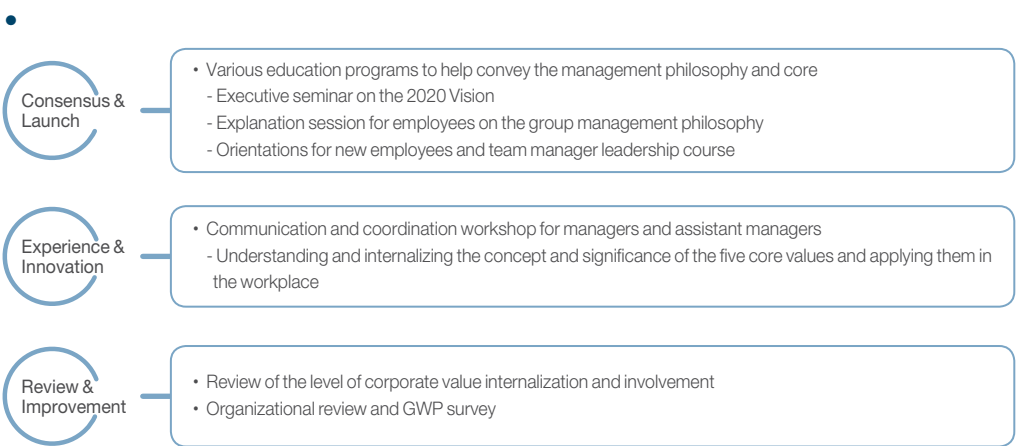 Consensus &
Launch
• Various education programs to help convey the management philosophy and core
- Executive seminar on the 2020 Vision
- Explanation session for employees on the group management philosophy
- Orientations for new employees and team manager leadership course
Experience &
Innovation
• Communication and coordination workshop for managers and assistant managers
- Understanding and internalizing the concept and significance of the five core values and applying them in
the workplace
Review &
Improvement
• Review of the level of corporate value internalization and involvement
• Organizational review and GWP survey